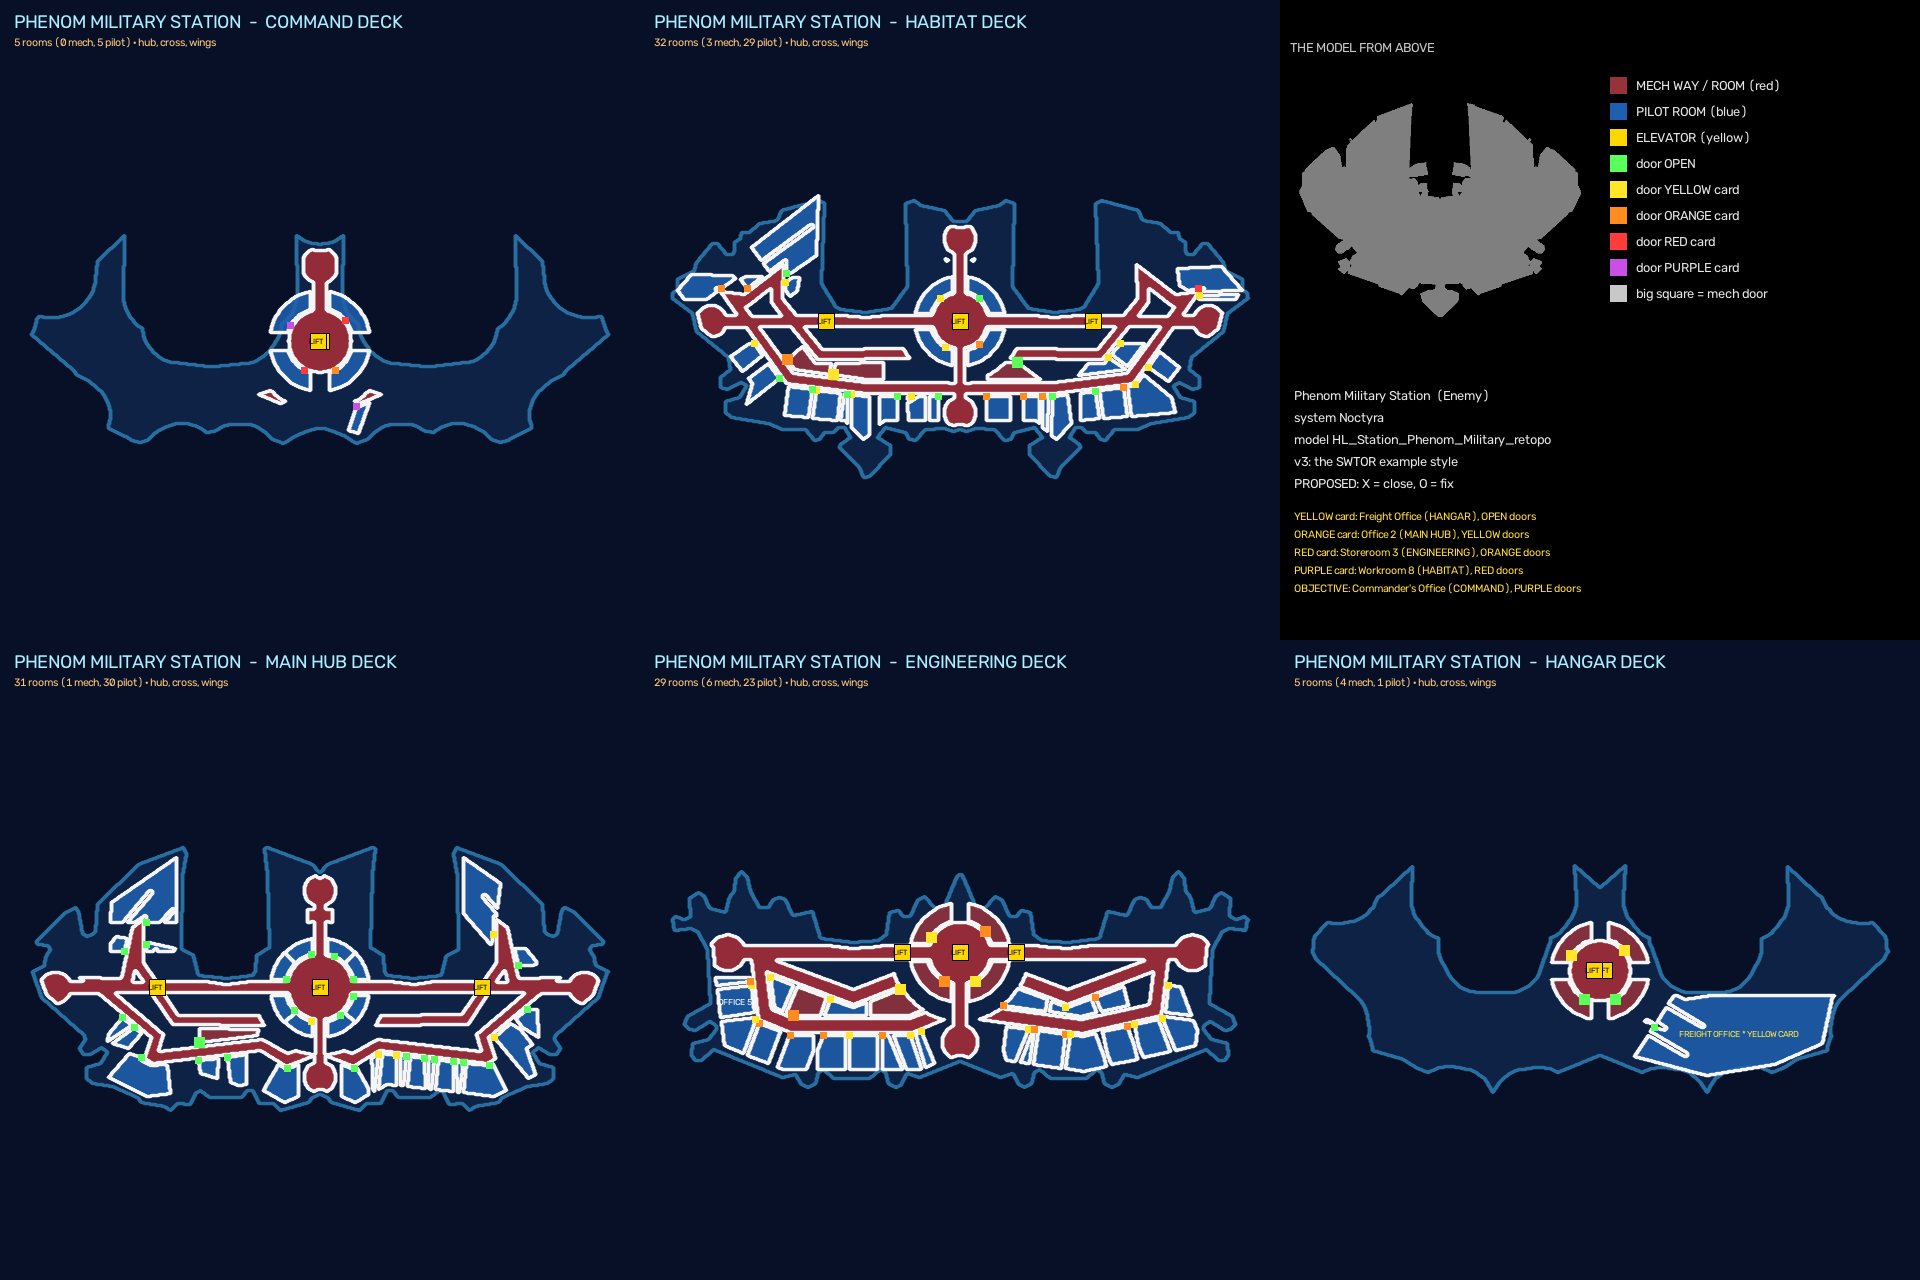 PHENOM MILITARY STATION - COMMAND DECK
5 rooms (0 mech, 5 pilot) • hub, cross, wings
LIFT
PHENOM MILITARY STATION - HABITAT DECK
32 rooms (3 mech, 29 pilot) • hub, cross, wings
LIFT
LIFT
LIFT
THE MODEL FROM ABOVE
MECH WAY / ROOM (red)
PILOT ROOM (blue)
ELEVATOR (yellow)
door OPEN
door YELLOW card
door ORANGE card
door RED card
door PURPLE card
big square = mech door
Phenom Military Station (Enemy)
system Noctyra
model HL_Station_Phenom_Military_retopo
v3: the SWTOR example style
PROPOSED: X = close, O = fix
YELLOW card: Freight Office (HANGAR), OPEN doors
ORANGE card: Office 2 (MAIN HUB), YELLOW doors
RED card: Storeroom 3 (ENGINEERING), ORANGE doors
PURPLE card: Workroom 8 (HABITAT), RED doors
OBJECTIVE: Commander's Office (COMMAND), PURPLE doors
PHENOM MILITARY STATION - MAIN HUB DECK
31 rooms (1 mech, 30 pilot) • hub, cross, wings
LIFT
LIFT
LIFT
PHENOM MILITARY STATION - ENGINEERING DECK
29 rooms (6 mech, 23 pilot) • hub, cross, wings
LIFT
LIFT
LIFT
OFFICE 5
PHENOM MILITARY STATION - HANGAR DECK
5 rooms (4 mech, 1 pilot) • hub, cross, wings
LIFT
FREIGHT OFFICE * YELLOW CARD